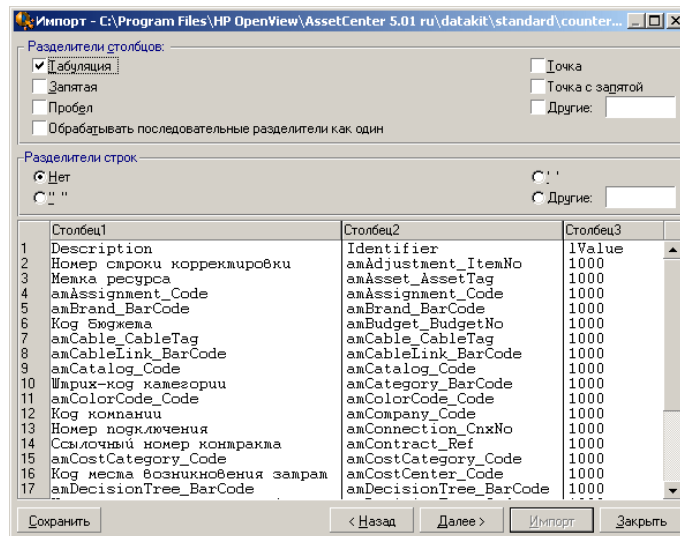 Импорт - C:\Program Files\HP OpenView\AssetCenter 5.01 ru\datakit\standard\counter...
Разделители столбцов:
Табуляция
Точка
Запятая
Точка с запятой
Пробел
Другие:
Обрабатывать последовательные разделители как один
Разделители строк
Нет
' '
" "
Другие:
Столбец1 Столбец2 Столбец3
1 Description Identifier lValue
2 Номер строки корректировки amAdjustment_ItemNo 1000
3 Метка ресурса amAsset_AssetTag 1000
4 amAssignment_Code amAssignment_Code 1000
5 amBrand_BarCode amBrand_BarCode 1000
6 Код бюджета amBudget_BudgetNo 1000
7 amCable_CableTag amCable_CableTag 1000
8 amCableLink_BarCode amCableLink_BarCode 1000
9 amCatalog_Code amCatalog_Code 1000
10 Штрих-код категории amCategory_BarCode 1000
11 amColorCode_Code amColorCode_Code 1000
12 Код компании amCompany_Code 1000
13 Номер подключения amConnection_CnxNo 1000
14 Ссылочный номер контракта amContract_Ref 1000
15 amCostCategory_Code amCostCategory_Code 1000
16 Код места возникновения затрат amCostCenter_Code 1000
17 amDecisionTree_BarCode amDecisionTree_BarCode 1000
Сохранить < Назад Далее > Импорт Закрыть